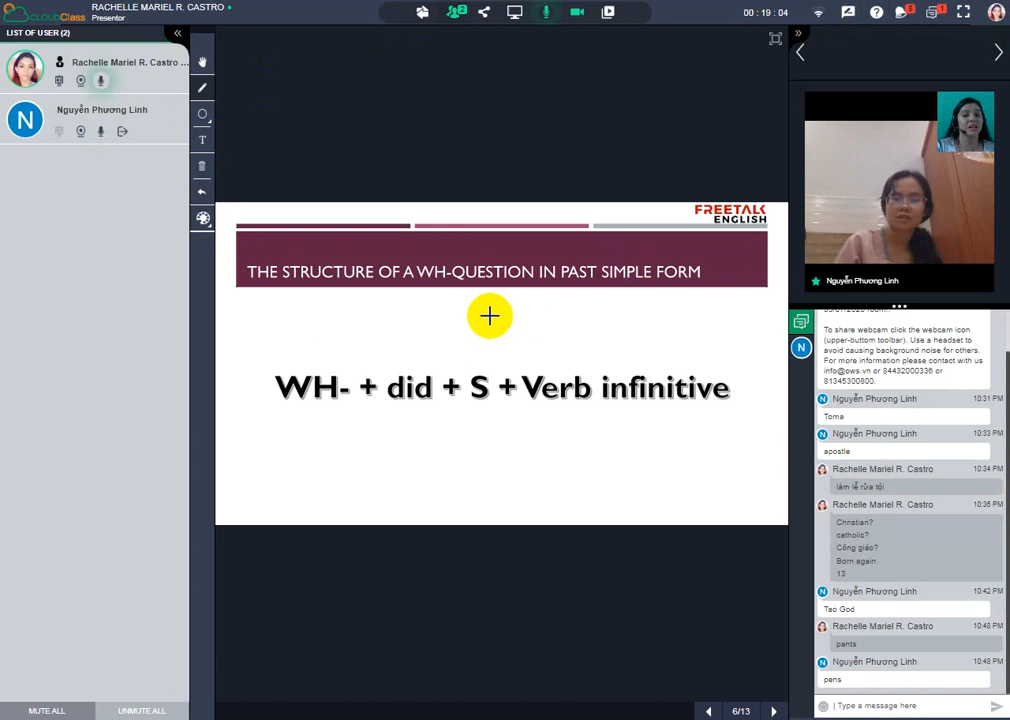 CLOUDClass
RACHELLE MARIEL R. CASTRO
Presentor
2
00 : 19 : 04
8
1
LIST OF USER (2)
Rachelle Mariel R. Castro ...
N
Nguyễn Phương Linh
T
FREETALK
ENGLISH
THE STRUCTURE OF A WH-QUESTION IN PAST SIMPLE FORM
WH- + did + S + Verb infinitive
Nguyễn Phương Linh
N
To share webcam click the webcam icon
(upper-buttom toolbar). Use a headset to
avoid causing background noise for others.
For more information please contact with us
info@ows.vn or 84432000336 or
81345300800.
N Nguyễn Phương Linh 10:31 PM
Toma
N Nguyễn Phương Linh 10:33 PM
apostle
Rachelle Mariel R. Castro 10:34 PM
làm lễ rửa tội
Rachelle Mariel R. Castro 10:36 PM
Christian?
catholic?
Công giáo?
Born again
13
N Nguyễn Phương Linh 10:42 PM
Tao God
Rachelle Mariel R. Castro 10:48 PM
pants
N Nguyễn Phương Linh 10:48 PM
pens
Type a message here
MUTE ALL
UNMUTE ALL
6/13